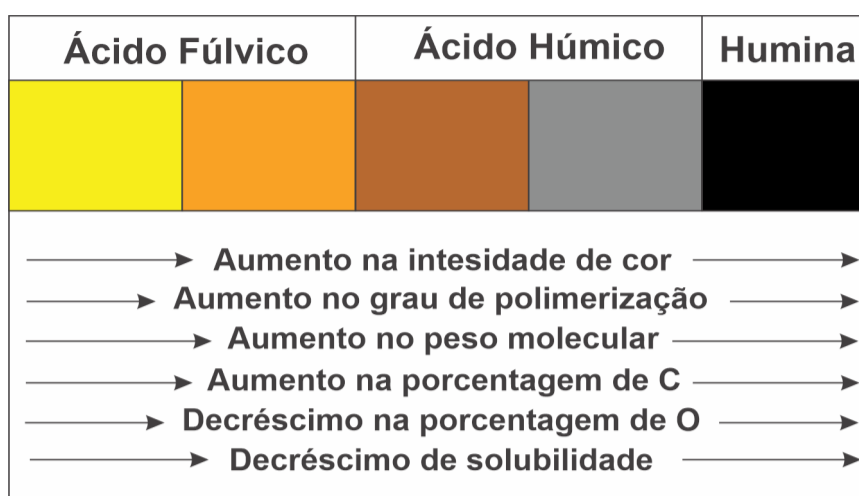 Ácido Fúlvico Ácido Húmico Humina
Aumento na intesidade de cor
Aumento no grau de polimerização
Aumento no peso molecular
Aumento na porcentagem de C
Decréscimo na porcentagem de O
Decréscimo de solubilidade